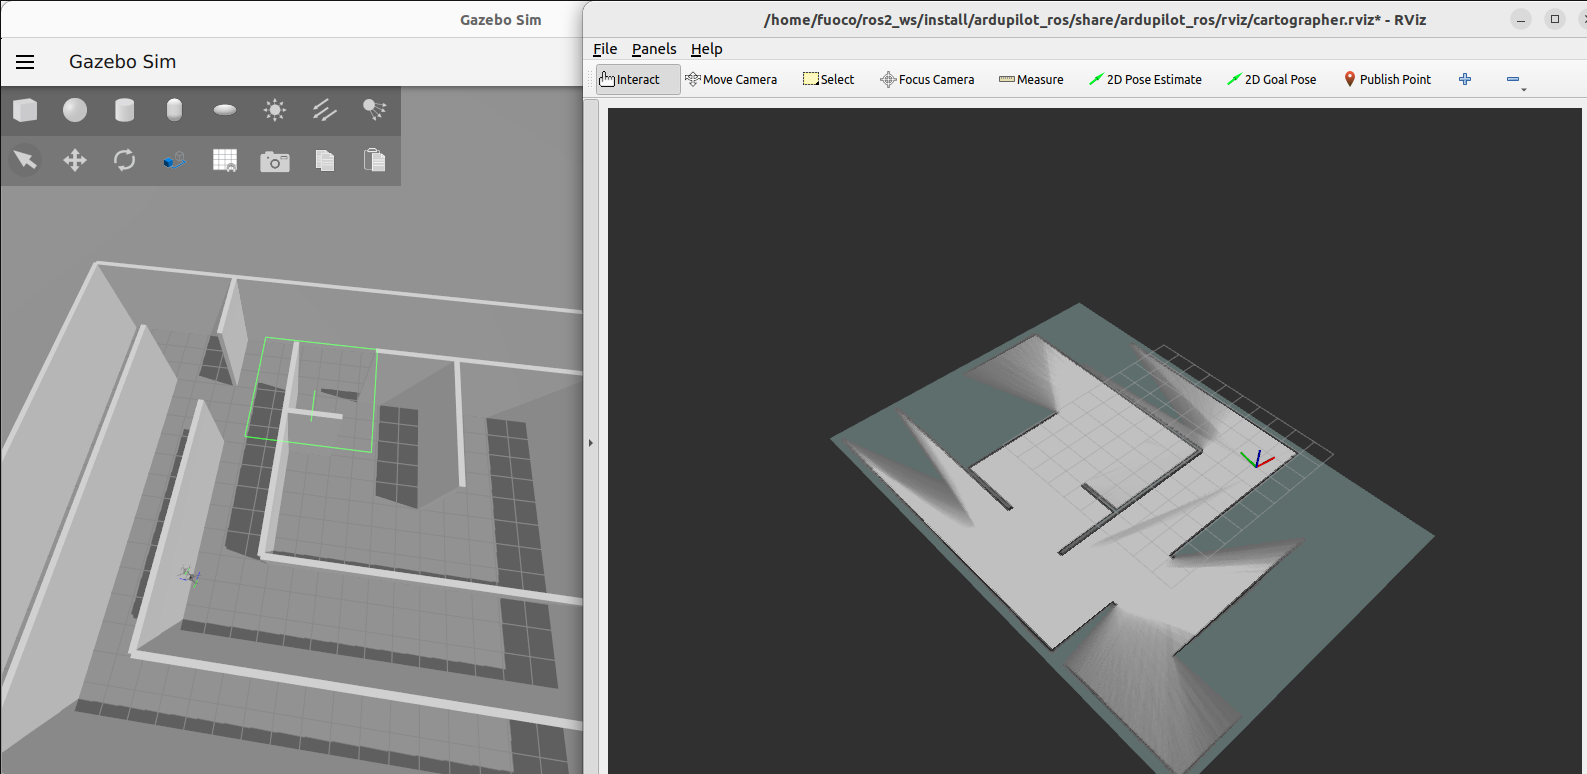 Gazebo Sim
/home/fuoco/ros2_ws/install/ardupilot_ros/share/ardupilot_ros/rviz/cartographer.rviz* - RViz
Gazebo Sim
File Panels Help
Interact Move Camera Select Focus Camera Measure 2D Pose Estimate 2D Goal Pose Publish Point